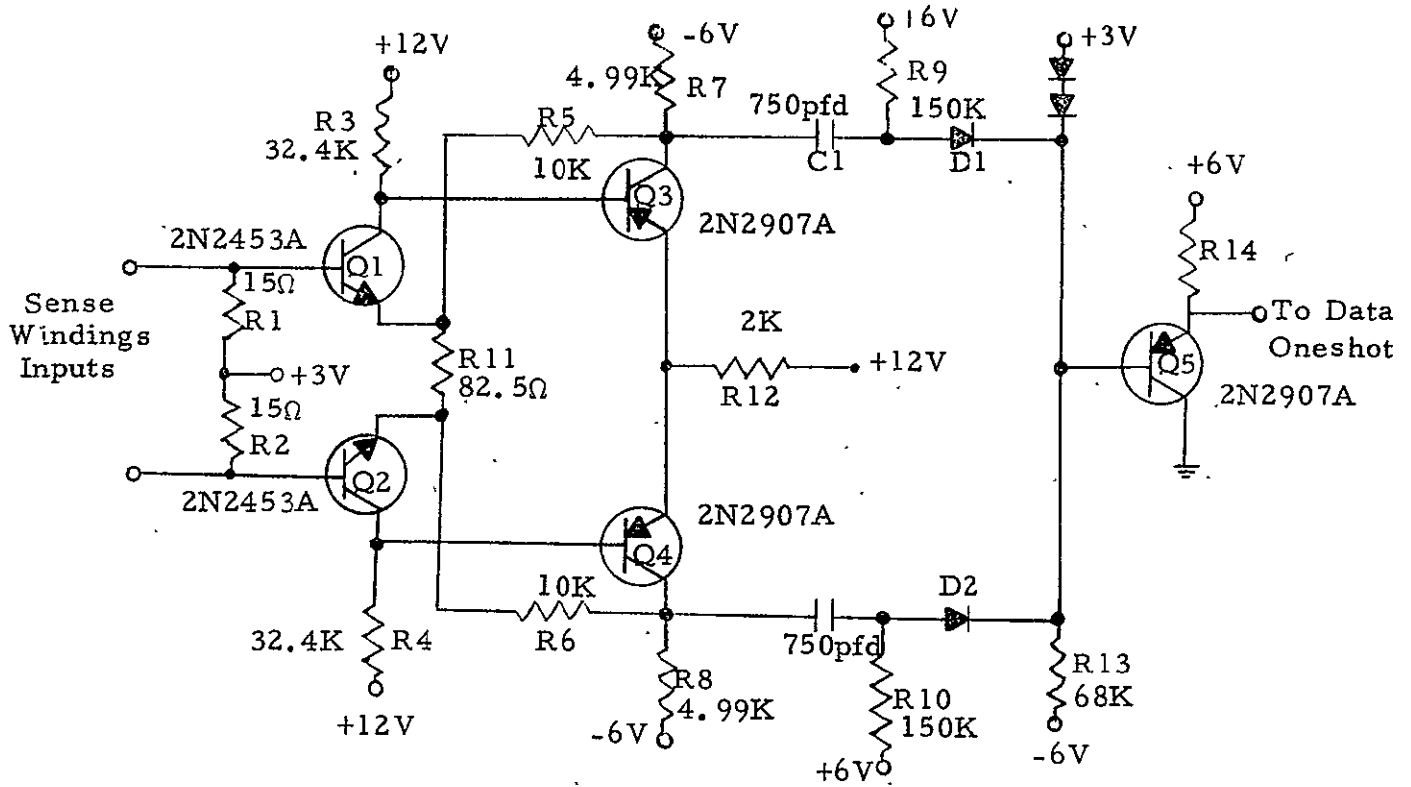 +12V
-6V
16V
+3V
4.99K
R7
R9
150K
750pfd
C1
D1
R3
32.4K
R5
10K
+6V
Q3
2N2907A
R14
2N2453A
Q1
15Ω
R1
Sense
Windings
Inputs
+3V
R11
82.5Ω
2K
R12
+12V
To Data
Oneshot
Q5
2N2907A
15Ω
R2
2N2453A
Q2
2N2907A
Q4
10K
R6
D2
750pfd
32.4K
R4
+12V
R8
4.99K
-6V
R10
150K
+6V
R13
68K
-6V